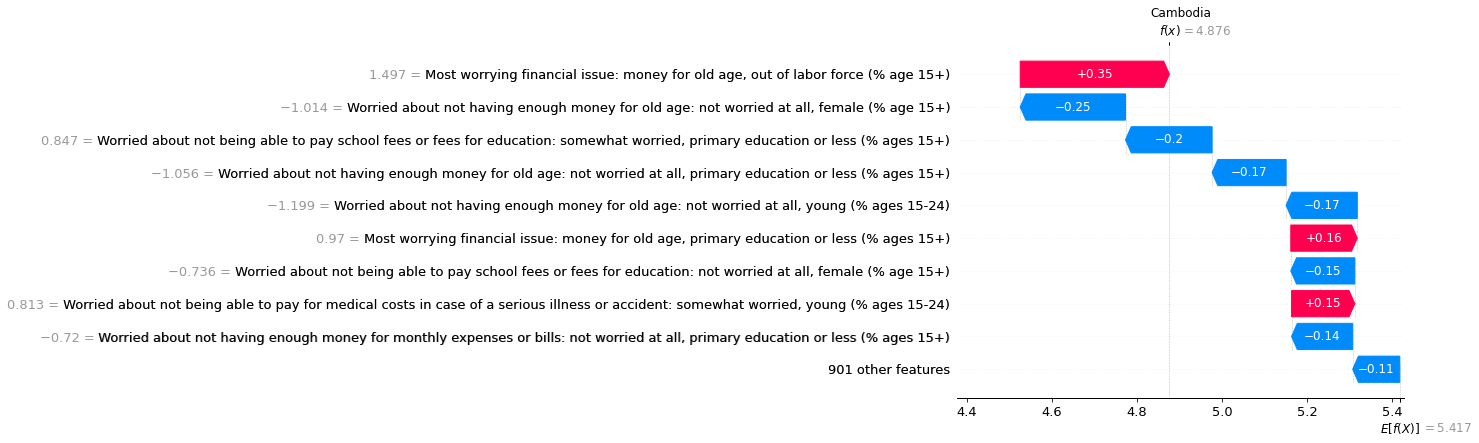 Cambodia
f(x) = 4.876
1.497 = Most worrying financial issue: money for old age, out of labor force (% age 15+)
+0.35
−1.014 = Worried about not having enough money for old age: not worried at all, female (% age 15+)
−0.25
0.847 = Worried about not being able to pay school fees or fees for education: somewhat worried, primary education or less (% ages 15+)
−0.2
−1.056 = Worried about not having enough money for old age: not worried at all, primary education or less (% ages 15+)
−0.17
−1.199 = Worried about not having enough money for old age: not worried at all, young (% ages 15-24)
−0.17
0.97 = Most worrying financial issue: money for old age, primary education or less (% ages 15+)
+0.16
−0.736 = Worried about not being able to pay school fees or fees for education: not worried at all, female (% age 15+)
−0.15
0.813 = Worried about not being able to pay for medical costs in case of a serious illness or accident: somewhat worried, young (% ages 15-24)
+0.15
−0.72 = Worried about not having enough money for monthly expenses or bills: not worried at all, primary education or less (% ages 15+)
−0.14
901 other features
−0.11
4.4 4.6 4.8 5.0 5.2 5.4
E[f(X)] = 5.417